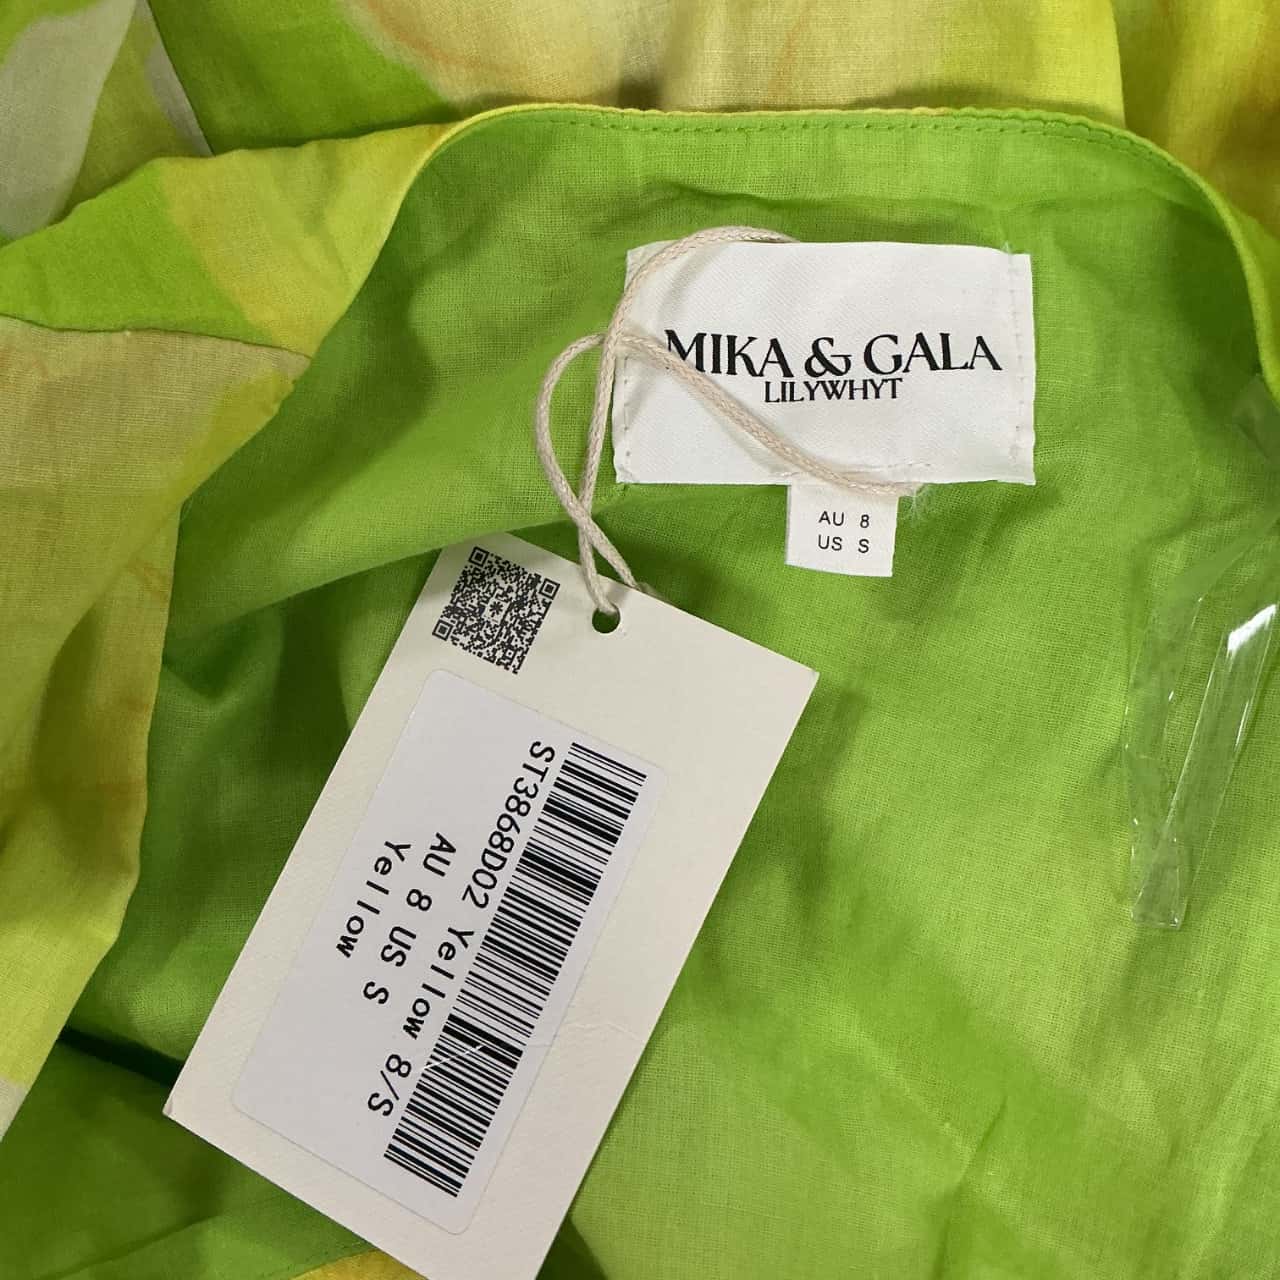 MIKA & GALA
LILYWHYT
AU 8
US S
ST3868D02 Yellow 8/S
AU 8 US S
Yellow